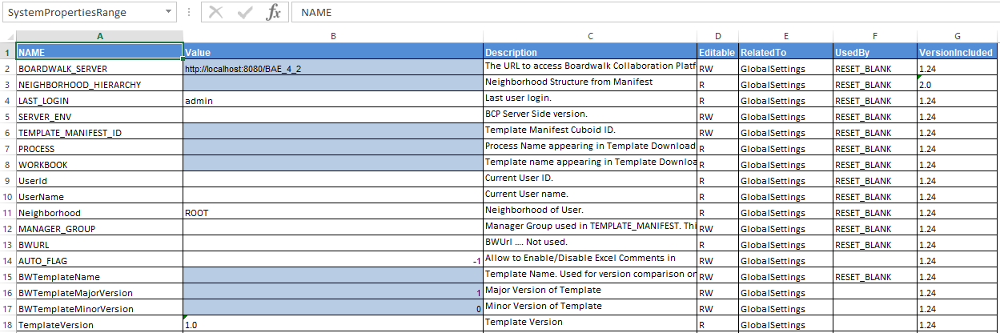 SystemPropertiesRange fx NAME
A B C D E F G
1 NAME Value Description Editable RelatedTo UsedBy VersionIncluded
2 BOARDWALK_SERVER http://localhost:8080/BAE_4_2 The URL to access Boardwalk Collaboration Platf RW GlobalSettings RESET_BLANK 1.24
3 NEIGHBORHOOD_HIERARCHY Neighborhood Structure from Manifest R GlobalSettings RESET_BLANK 2.0
4 LAST_LOGIN admin Last user login. R GlobalSettings RESET_BLANK 1.24
5 SERVER_ENV BCP Server Side version. RW GlobalSettings RESET_BLANK 1.24
6 TEMPLATE_MANIFEST_ID Template Manifest Cuboid ID. RW GlobalSettings RESET_BLANK 1.24
7 PROCESS Process Name appearing in Template Download R GlobalSettings RESET_BLANK 1.24
8 WORKBOOK Template name appearing in Template Downloa R GlobalSettings RESET_BLANK 1.24
9 UserId Current User ID. R GlobalSettings RESET_BLANK 1.24
10 UserName Current User name. R GlobalSettings RESET_BLANK 1.24
11 Neighborhood ROOT Neighborhood of User. R GlobalSettings RESET_BLANK 1.24
12 MANAGER_GROUP Manager Group used in TEMPLATE_MANIFEST. Thi RW GlobalSettings RESET_BLANK 1.24
13 BWURL BWUrl .... Not used. R GlobalSettings RESET_BLANK 1.24
14 AUTO_FLAG -1 Allow to Enable/Disable Excel Comments in RW GlobalSettings 1.24
15 BWTemplateName Template Name. Used for version comparison or RW GlobalSettings RESET_BLANK 1.24
16 BWTemplateMajorVersion 1 Major Version of Template RW GlobalSettings 1.24
17 BWTemplateMinorVersion 0 Minor Version of Template RW GlobalSettings 1.24
18 TemplateVersion 1.0 Template Version R GlobalSettings 1.24